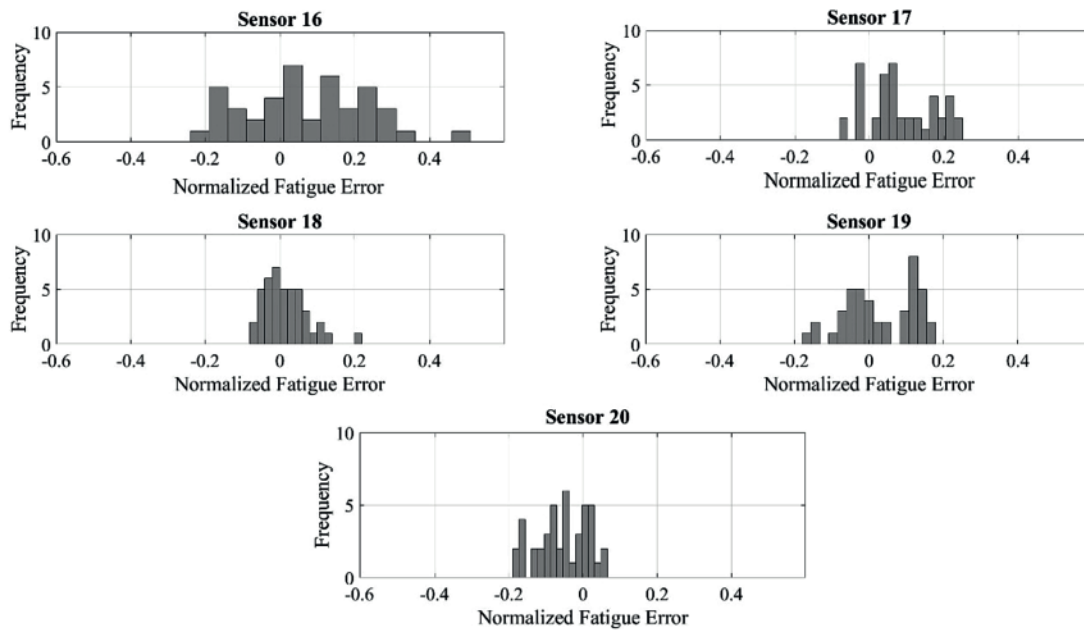 Sensor 16
10
5
0
Frequency
-0.6 -0.4 -0.2 0 0.2 0.4
Normalized Fatigue Error
Sensor 17
10
5
0
Frequency
-0.6 -0.4 -0.2 0 0.2 0.4
Normalized Fatigue Error
Sensor 18
10
5
0
Frequency
-0.6 -0.4 -0.2 0 0.2 0.4
Normalized Fatigue Error
Sensor 19
10
5
0
Frequency
-0.6 -0.4 -0.2 0 0.2 0.4
Normalized Fatigue Error
Sensor 20
10
5
0
Frequency
-0.6 -0.4 -0.2 0 0.2 0.4
Normalized Fatigue Error